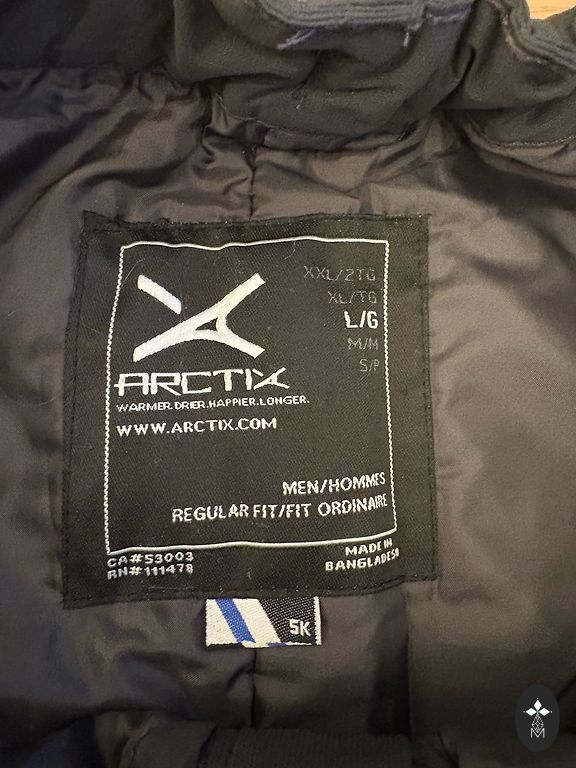 XXL/2TG
XL/TG
L/G
M/M
S/P
ARCTIX
WARMER.DRIER.HAPPIER.LONGER.
WWW.ARCTIX.COM
MEN/HOMMES
REGULAR FIT/FIT ORDINAIRE
CA#53003
RN#111478
MADE IN
BANGLADESH
5K
M